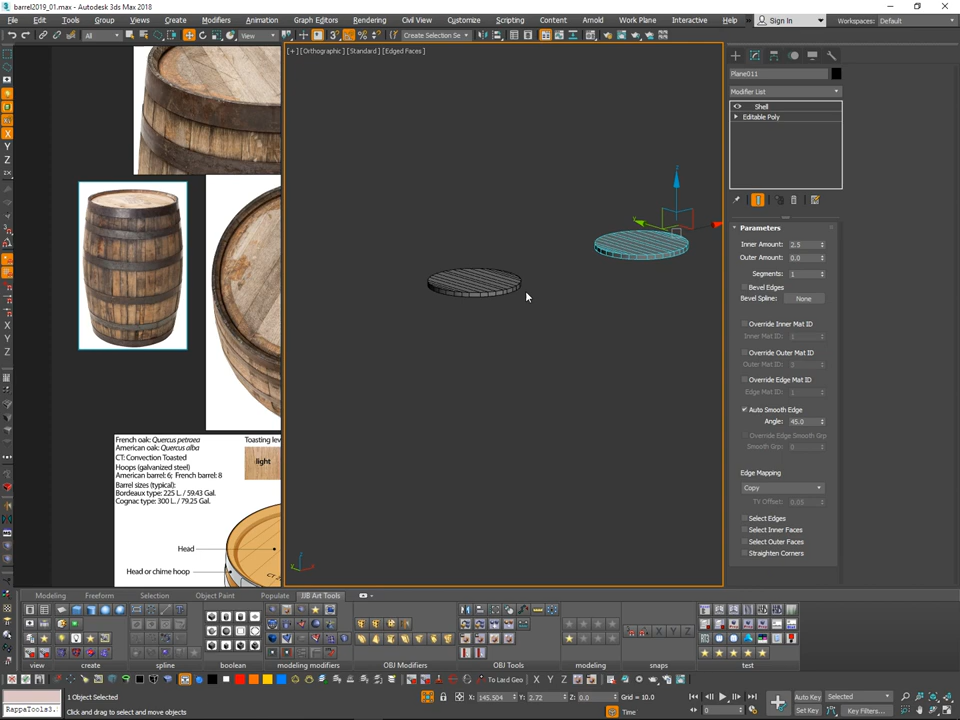 barrel2019_01.max - Autodesk 3ds Max 2018
File Edit Tools Group Views Create Modifiers Animation Graph Editors Rendering Civil View Customize Scripting Content Arnold Work Plane Interactive Help Sign In Workspaces: Default
All View Create Selection Se
[+] [Orthographic] [Standard] [Edged Faces]
Plane011
Modifier List
Shell
Editable Poly
Parameters
Inner Amount: 2.5
Outer Amount: 0.0
Segments: 1
Bevel Edges
Bevel Spline: None
Override Inner Mat ID
Inner Mat ID: 1
Override Outer Mat ID
Outer Mat ID: 3
Override Edge Mat ID
Edge Mat ID: 1
Auto Smooth Edge
Angle: 45.0
Override Edge Smooth Grp
Smooth Grp: 0
Edge Mapping
Copy
TV Offset: 0.05
Select Edges
Select Inner Faces
Select Outer Faces
Straighten Corners
X
Y
Z
French oak: Quercus petraea
American oak: Quercus alba
CT: Convection Toasted
Hoops (galvanized steel)
American barrel: 6; French barrel: 8
Barrel sizes (typical):
Bordeaux type: 225 L. / 59.43 Gal.
Cognac type: 300 L. / 79.25 Gal.
Toasting lev
light
Head
Head or chime hoop
Modeling Freeform Selection Object Paint Populate JJB Art Tools
view create spline boolean modeling modifiers OBJ Modifiers OBJ Tools modeling snaps test
To Lard Geo X Y Z
1 Object Selected X: 145.504 Y: 2.72 Z: 0.0 Grid = 10.0 Auto Key Selected
RappaTools3. Click and drag to select and move objects Time 0 Set Key Key Filters...